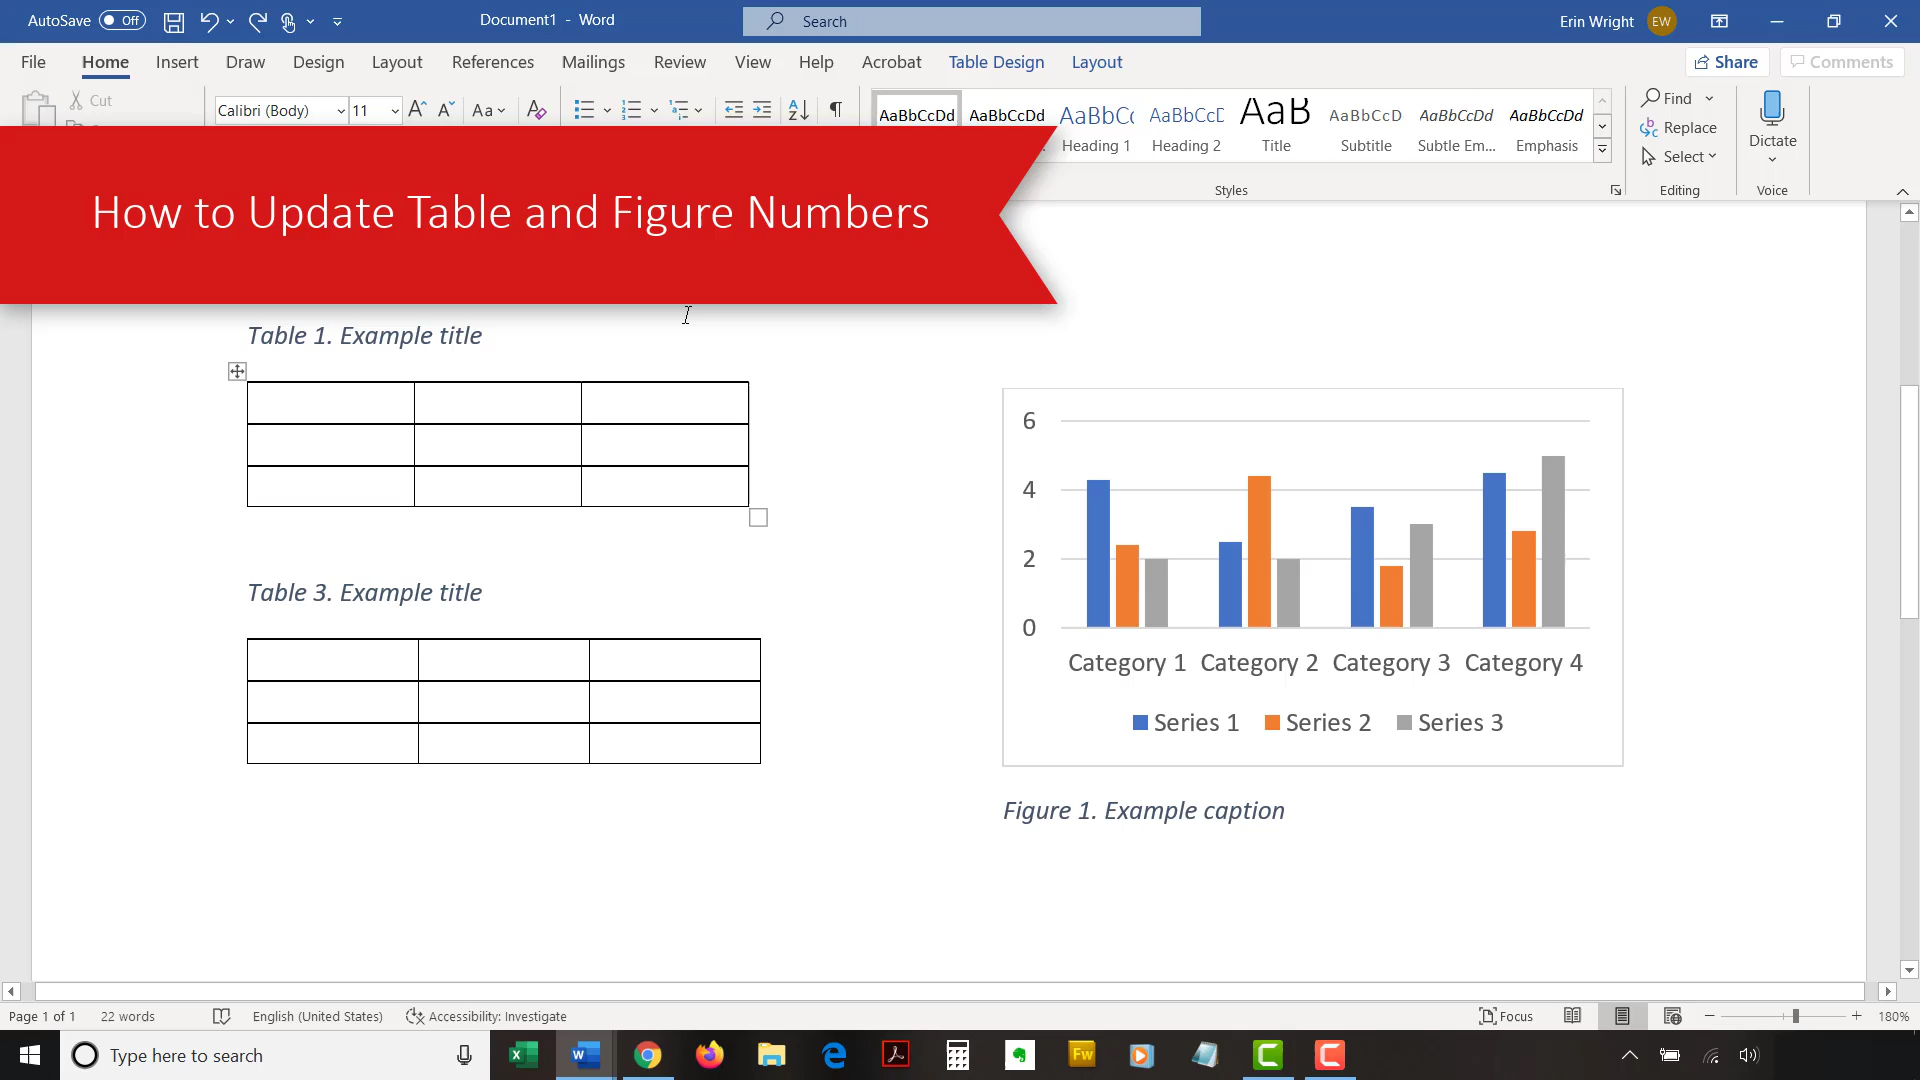 AutoSave Off Document1 - Word Search Erin Wright EW
File Home Insert Draw Design Layout References Mailings Review View Help Acrobat Table Design Layout Share Comments
Cut Calibri (Body) 11 Aa AaBbCcDd AaBbCcDd AaBbCc AaBbCcD AaB AaBbCcD AaBbCcDd AaBbCcDd Find
Replace
Heading 1 Heading 2 Title Subtitle Subtle Em... Emphasis Select Dictate
Styles Editing Voice
How to Update Table and Figure Numbers
Table 1. Example title
6
4
2
0
Category 1 Category 2 Category 3 Category 4
Series 1 Series 2 Series 3
Table 3. Example title
Figure 1. Example caption
Page 1 of 1 22 words English (United States) Accessibility: Investigate Focus 180%
Type here to search
Fw